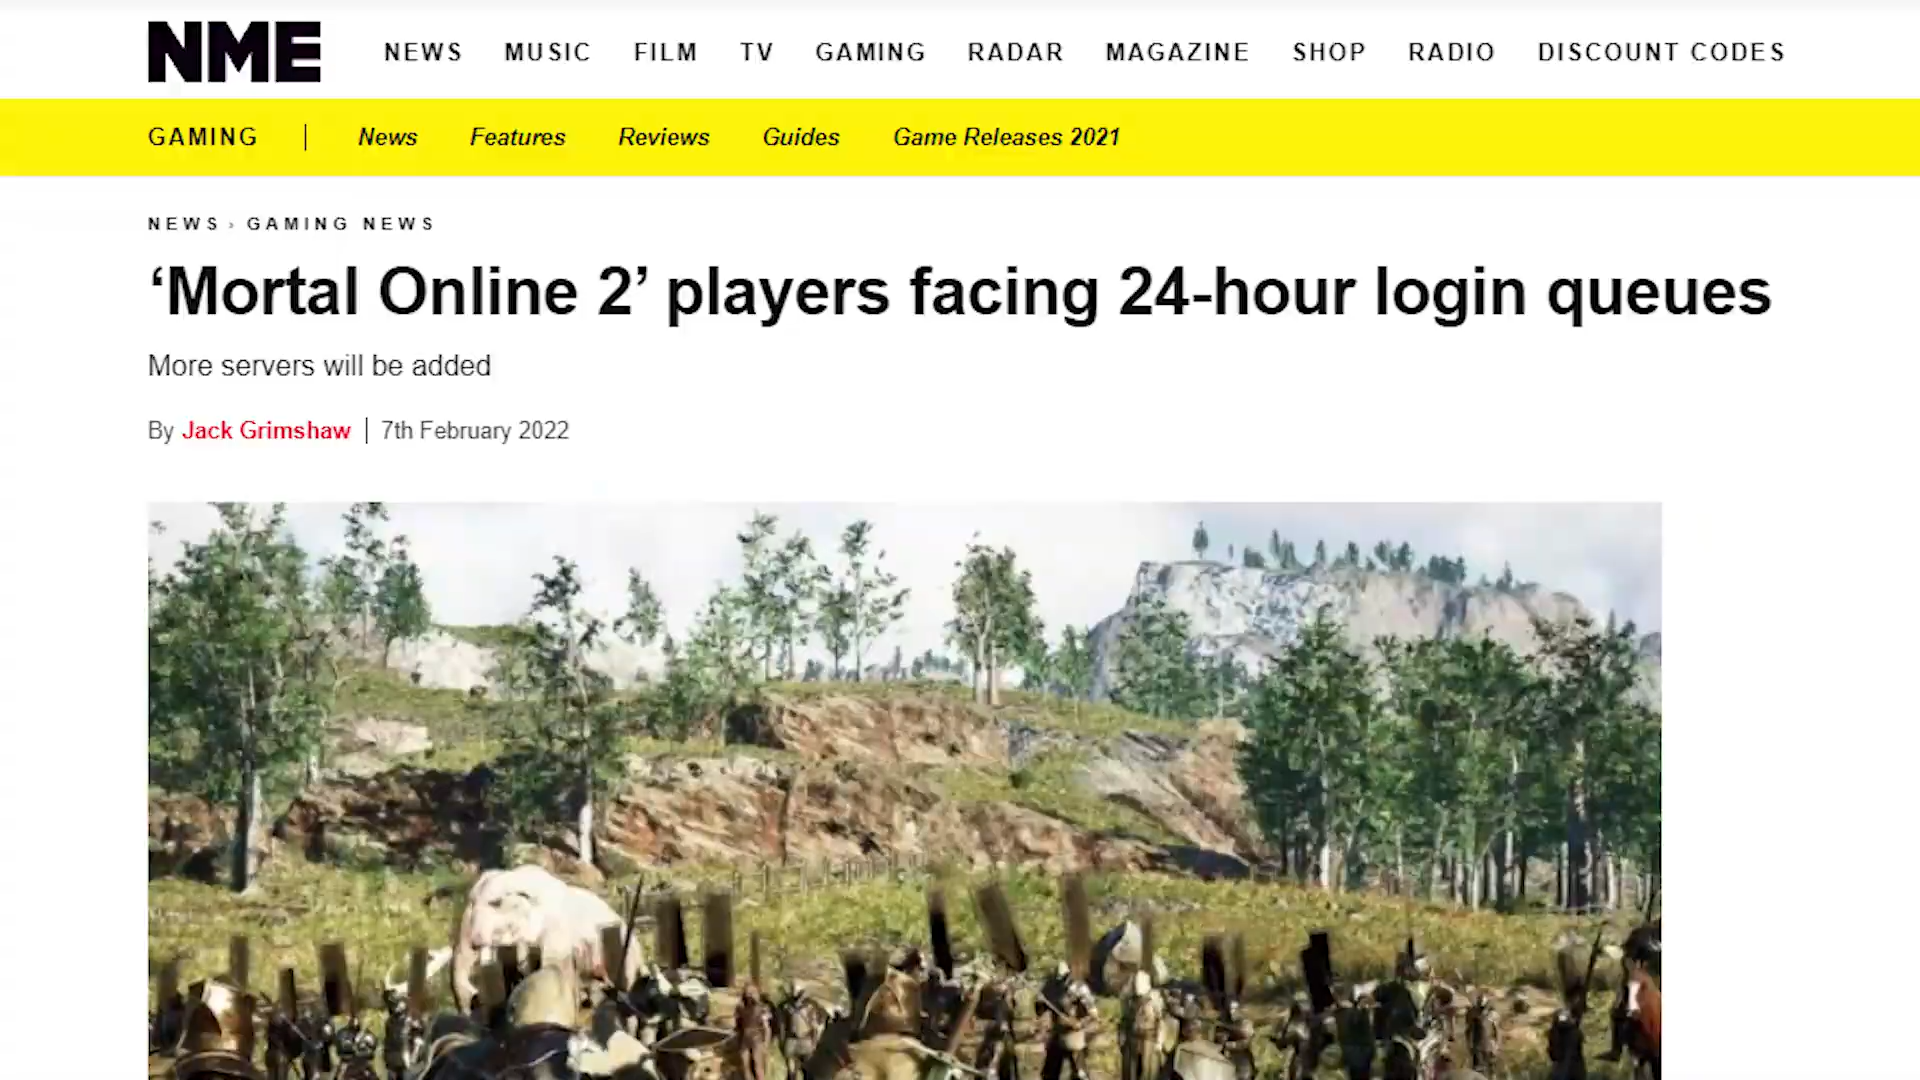 NME NEWS MUSIC FILM TV GAMING RADAR MAGAZINE SHOP RADIO DISCOUNT CODES
GAMING | News Features Reviews Guides Game Releases 2021
NEWS › GAMING NEWS
‘Mortal Online 2’ players facing 24-hour login queues
More servers will be added
By Jack Grimshaw | 7th February 2022